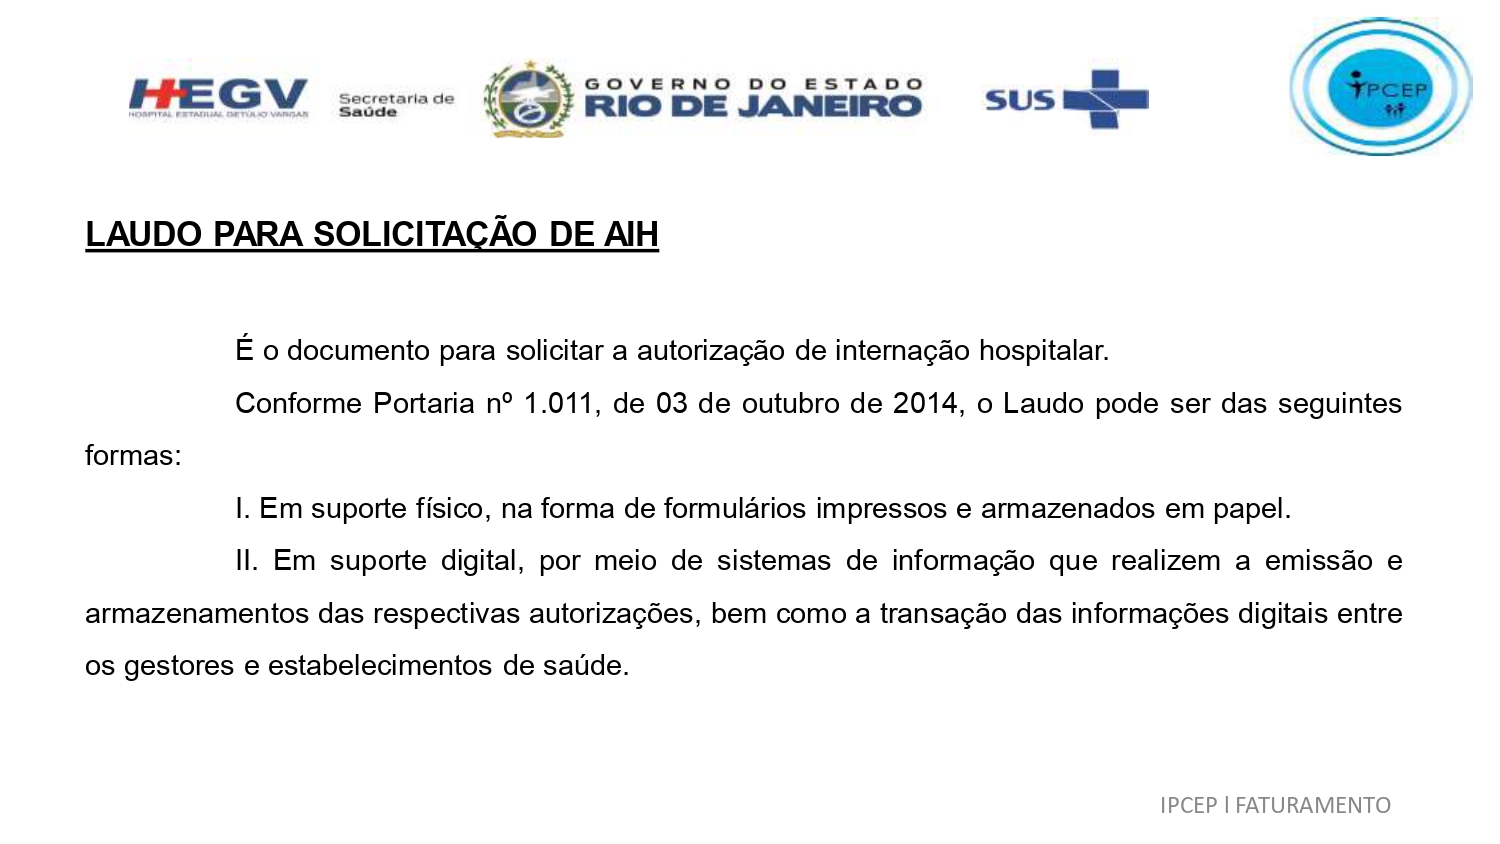 HEGV
HOSPITAL ESTADUAL GETÚLIO VARGAS
Secretaria de
Saúde
GOVERNO DO ESTADO
RIO DE JANEIRO
SUS
IPCEP
LAUDO PARA SOLICITAÇÃO DE AIH
É o documento para solicitar a autorização de internação hospitalar.
Conforme Portaria nº 1.011, de 03 de outubro de 2014, o Laudo pode ser das seguintes
formas:
I. Em suporte físico, na forma de formulários impressos e armazenados em papel.
II. Em suporte digital, por meio de sistemas de informação que realizem a emissão e
armazenamentos das respectivas autorizações, bem como a transação das informações digitais entre
os gestores e estabelecimentos de saúde.
IPCEP l FATURAMENTO